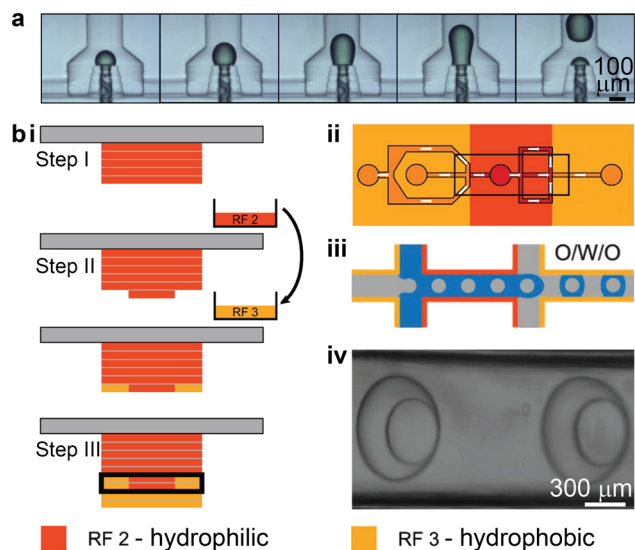 a
100
μm
b i
Step I
RF 2
Step II
RF 3
Step III
ii
iii
O/W/O
iv
300 μm
RF 2 - hydrophilic
RF 3 - hydrophobic